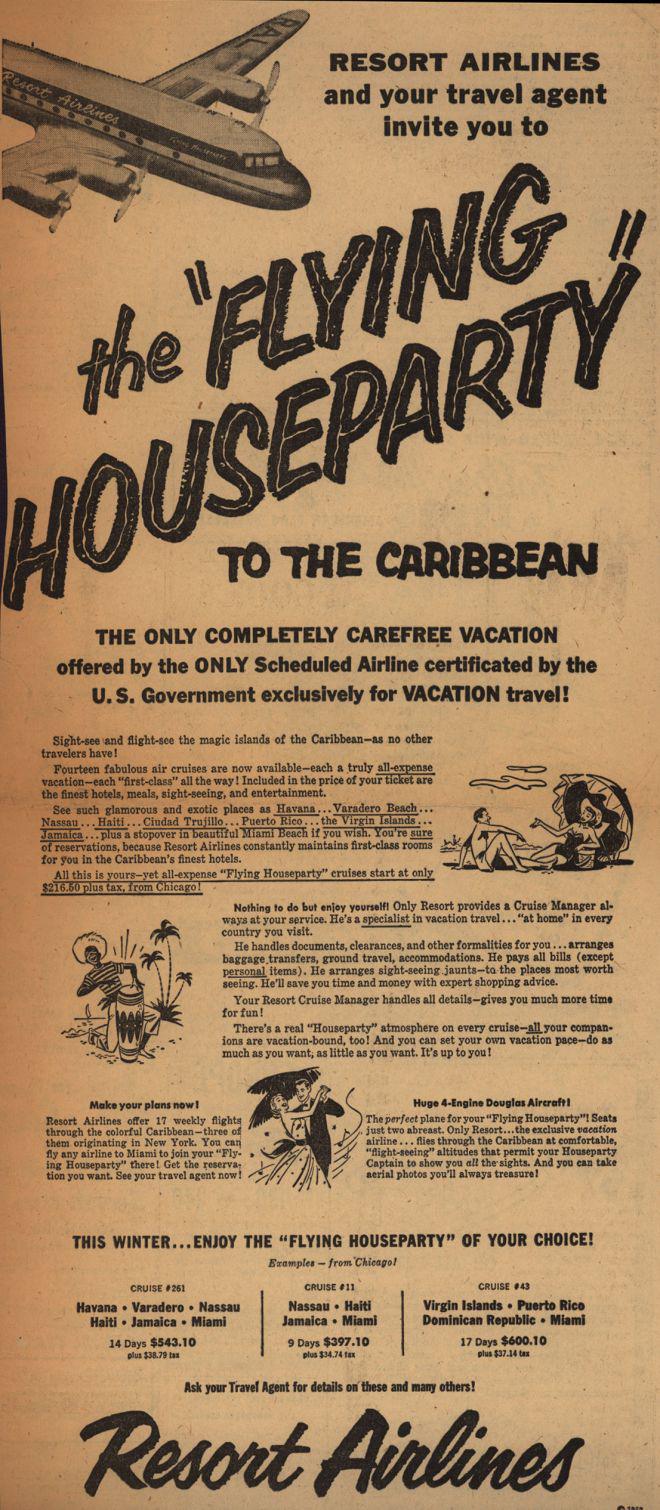 RAL
Resort Airlines
Flying Houseparty
RESORT AIRLINES
and your travel agent
invite you to
the "FLYING
HOUSEPARTY"
TO THE CARIBBEAN
THE ONLY COMPLETELY CAREFREE VACATION
offered by the ONLY Scheduled Airline certificated by the
U. S. Government exclusively for VACATION travel!
Sight-see and flight-see the magic islands of the Caribbean—as no other
travelers have!
Fourteen fabulous air cruises are now available—each a truly all-expense
vacation—each "first-class" all the way! Included in the price of your ticket are
the finest hotels, meals, sight-seeing, and entertainment.
See such glamorous and exotic places as Havana...Varadero Beach...
Nassau...Haiti...Ciudad Trujillo...Puerto Rico...the Virgin Islands...
Jamaica...plus a stopover in beautiful Miami Beach if you wish. You're sure
of reservations, because Resort Airlines constantly maintains first-class rooms
for you in the Caribbean's finest hotels.
All this is yours—yet all-expense "Flying Houseparty" cruises start at only
$216.50 plus tax, from Chicago!
Nothing to do but enjoy yourself! Only Resort provides a Cruise Manager al-
ways at your service. He's a specialist in vacation travel..."at home" in every
country you visit.
He handles documents, clearances, and other formalities for you...arranges
baggage transfers, ground travel, accommodations. He pays all bills (except
personal items). He arranges sight-seeing jaunts—to the places most worth
seeing. He'll save you time and money with expert shopping advice.
Your Resort Cruise Manager handles all details—gives you much more time
for fun!
There's a real "Houseparty" atmosphere on every cruise—all your compan-
ions are vacation-bound, too! And you can set your own vacation pace—do as
much as you want, as little as you want. It's up to you!
Make your plans now!
Resort Airlines offer 17 weekly flights
through the colorful Caribbean—three of
them originating in New York. You can
fly any airline to Miami to join your "Fly-
ing Houseparty" there! Get the reserva-
tion you want. See your travel agent now!
Huge 4-Engine Douglas Aircraft!
The perfect plane for your "Flying Houseparty"! Seats
just two abreast. Only Resort...the exclusive vacation
airline...flies through the Caribbean at comfortable,
"flight-seeing" altitudes that permit your Houseparty
Captain to show you all the sights. And you can take
aerial photos you'll always treasure!
THIS WINTER...ENJOY THE "FLYING HOUSEPARTY" OF YOUR CHOICE!
Examples — from Chicago!
CRUISE #261
Havana • Varadero • Nassau
Haiti • Jamaica • Miami
14 Days $543.10
plus $38.79 tax
CRUISE #11
Nassau • Haiti
Jamaica • Miami
9 Days $397.10
plus $34.74 tax
CRUISE #43
Virgin Islands • Puerto Rico
Dominican Republic • Miami
17 Days $600.10
plus $37.14 tax
Ask your Travel Agent for details on these and many others!
Resort Airlines